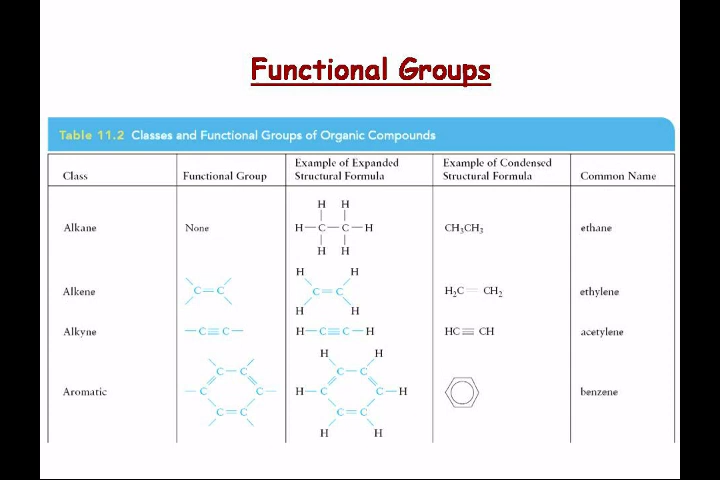 Functional Groups
Table 11.2 Classes and Functional Groups of Organic Compounds
Class Functional Group Example of Expanded Structural Formula Example of Condensed Structural Formula Common Name
Alkane None H H H—C—C—H H H CH₃CH₃ ethane
Alkene C=C H H C=C H H H₂C=CH₂ ethylene
Alkyne —C≡C— H—C≡C—H HC≡CH acetylene
Aromatic C—C C C C=C H H C—C H—C C—H C=C H H benzene